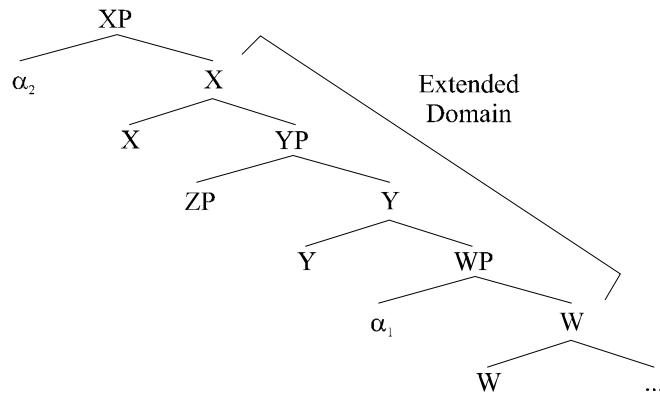 XP
α₂ X
Extended
Domain
X YP
ZP Y
Y WP
α₁ W
W ...